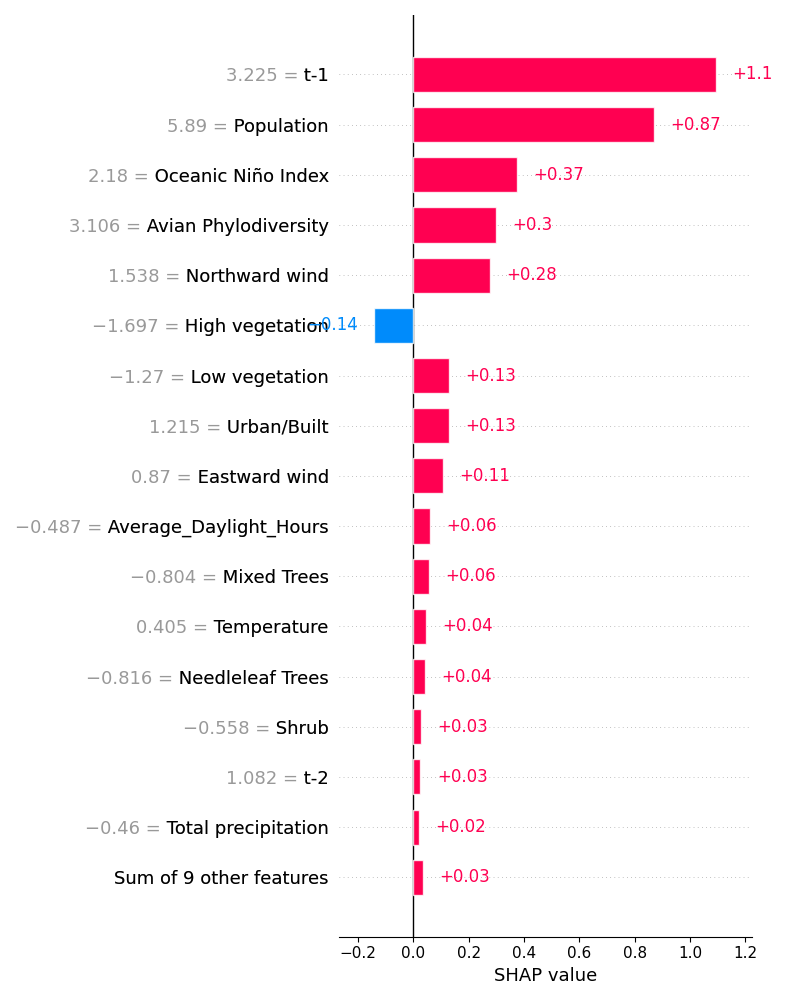 3.225 = t-1 +1.1
5.89 = Population +0.87
2.18 = Oceanic Niño Index +0.37
3.106 = Avian Phylodiversity +0.3
1.538 = Northward wind +0.28
−1.697 = High vegetation −0.14
−1.27 = Low vegetation +0.13
1.215 = Urban/Built +0.13
0.87 = Eastward wind +0.11
−0.487 = Average_Daylight_Hours +0.06
−0.804 = Mixed Trees +0.06
0.405 = Temperature +0.04
−0.816 = Needleleaf Trees +0.04
−0.558 = Shrub +0.03
1.082 = t-2 +0.03
−0.46 = Total precipitation +0.02
Sum of 9 other features +0.03
−0.2 0.0 0.2 0.4 0.6 0.8 1.0 1.2
SHAP value